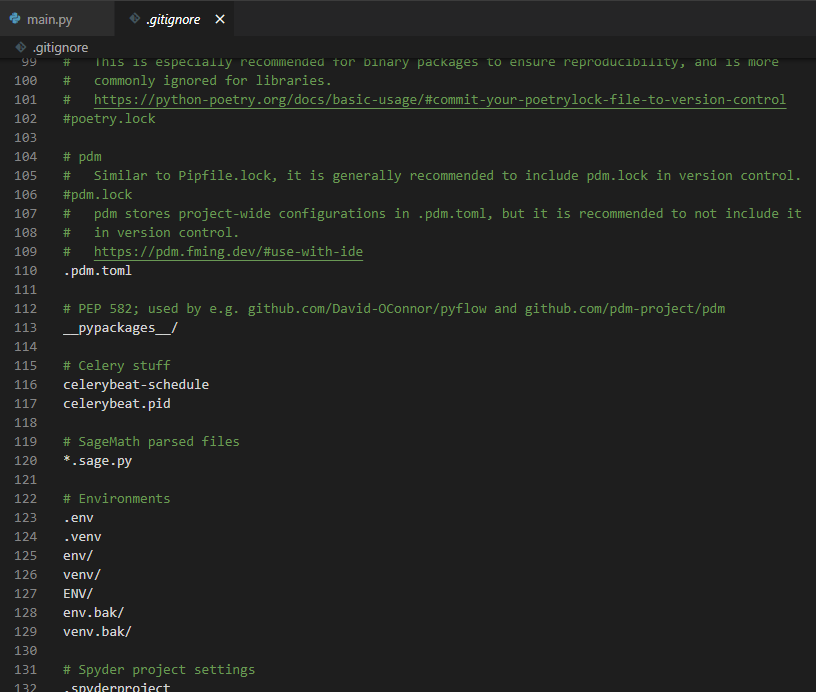 main.py
.gitignore
.gitignore
99 #   This is especially recommended for binary packages to ensure reproducibility, and is more
100 #   commonly ignored for libraries.
101 #   https://python-poetry.org/docs/basic-usage/#commit-your-poetrylock-file-to-version-control
102 #poetry.lock
103
104 # pdm
105 #   Similar to Pipfile.lock, it is generally recommended to include pdm.lock in version control.
106 #pdm.lock
107 #   pdm stores project-wide configurations in .pdm.toml, but it is recommended to not include it
108 #   in version control.
109 #   https://pdm.fming.dev/#use-with-ide
110 .pdm.toml
111
112 # PEP 582; used by e.g. github.com/David-OConnor/pyflow and github.com/pdm-project/pdm
113 __pypackages__/
114
115 # Celery stuff
116 celerybeat-schedule
117 celerybeat.pid
118
119 # SageMath parsed files
120 *.sage.py
121
122 # Environments
123 .env
124 .venv
125 env/
126 venv/
127 ENV/
128 env.bak/
129 venv.bak/
130
131 # Spyder project settings
132 .spyderproject